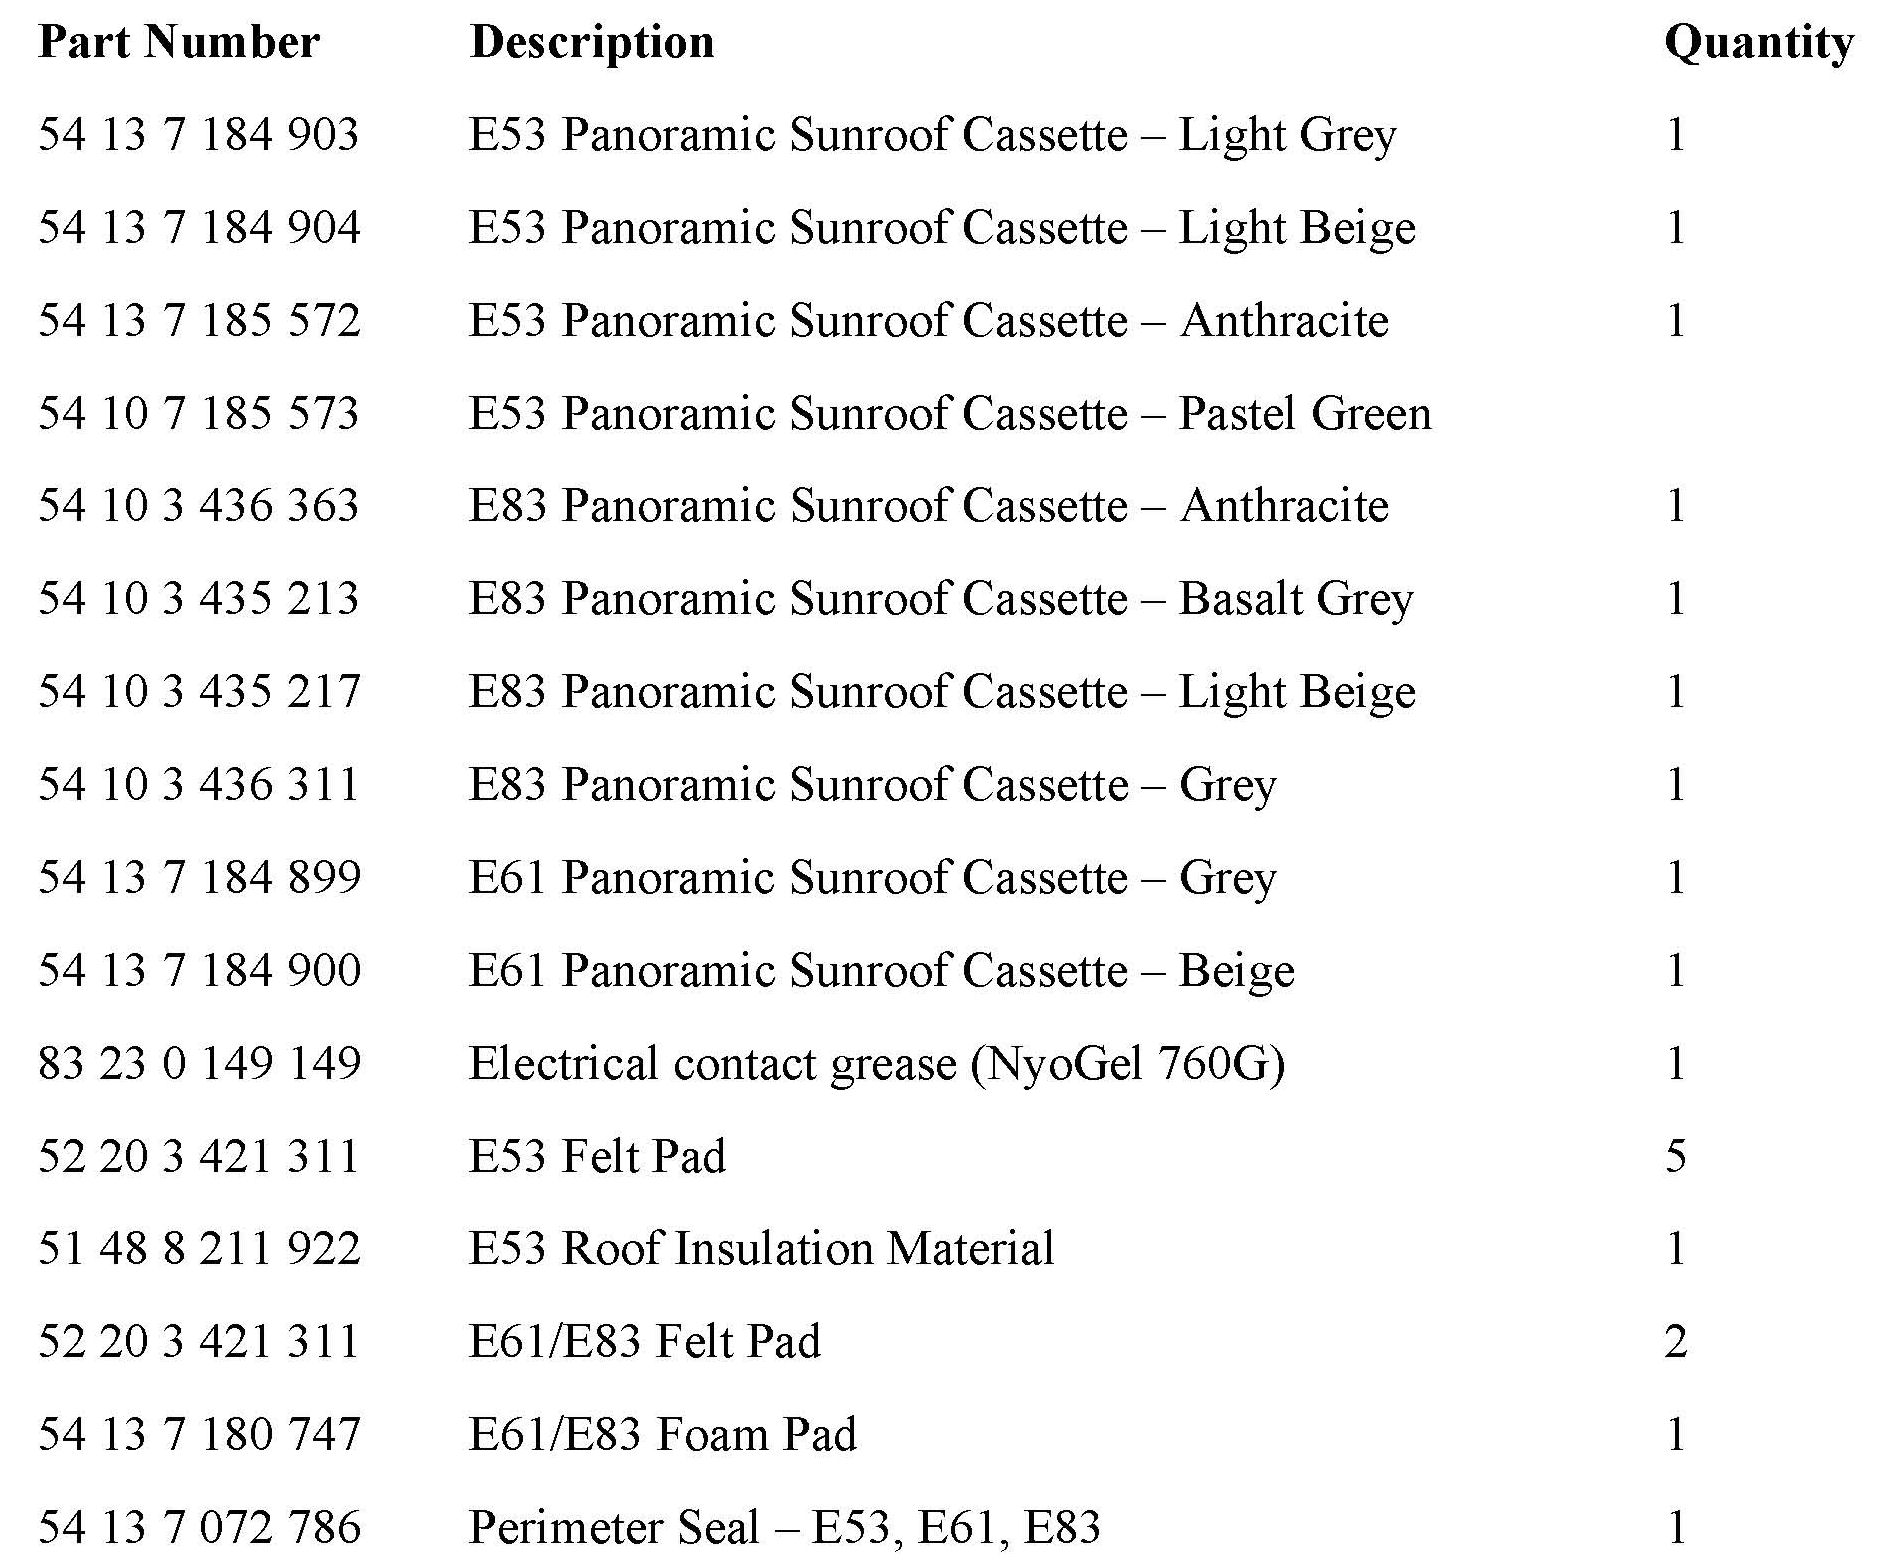 Part Number Description Quantity
54 13 7 184 903 E53 Panoramic Sunroof Cassette – Light Grey 1
54 13 7 184 904 E53 Panoramic Sunroof Cassette – Light Beige 1
54 13 7 185 572 E53 Panoramic Sunroof Cassette – Anthracite 1
54 10 7 185 573 E53 Panoramic Sunroof Cassette – Pastel Green
54 10 3 436 363 E83 Panoramic Sunroof Cassette – Anthracite 1
54 10 3 435 213 E83 Panoramic Sunroof Cassette – Basalt Grey 1
54 10 3 435 217 E83 Panoramic Sunroof Cassette – Light Beige 1
54 10 3 436 311 E83 Panoramic Sunroof Cassette – Grey 1
54 13 7 184 899 E61 Panoramic Sunroof Cassette – Grey 1
54 13 7 184 900 E61 Panoramic Sunroof Cassette – Beige 1
83 23 0 149 149 Electrical contact grease (NyoGel 760G) 1
52 20 3 421 311 E53 Felt Pad 5
51 48 8 211 922 E53 Roof Insulation Material 1
52 20 3 421 311 E61/E83 Felt Pad 2
54 13 7 180 747 E61/E83 Foam Pad 1
54 13 7 072 786 Perimeter Seal – E53, E61, E83 1